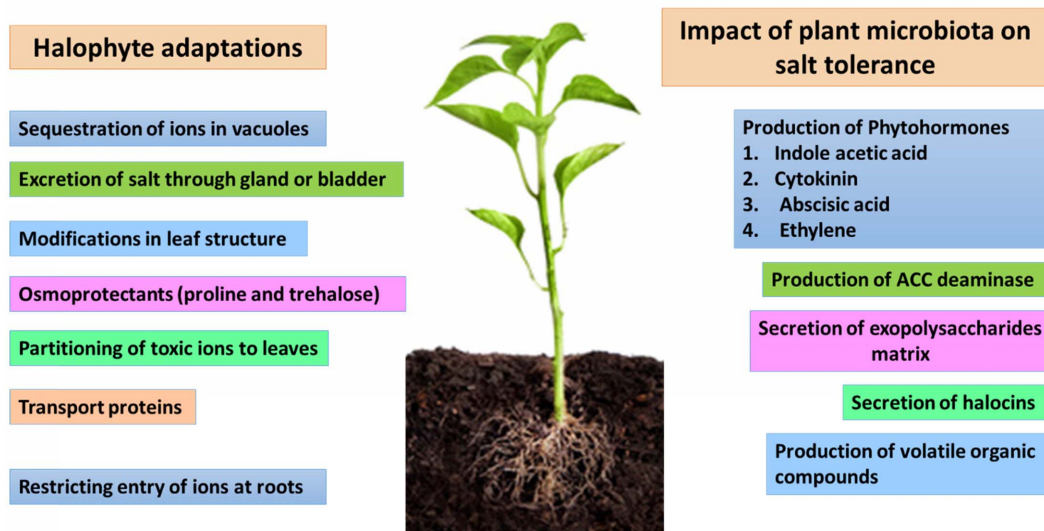 Halophyte adaptations
Sequestration of ions in vacuoles
Excretion of salt through gland or bladder
Modifications in leaf structure
Osmoprotectants (proline and trehalose)
Partitioning of toxic ions to leaves
Transport proteins
Restricting entry of ions at roots
Impact of plant microbiota on
salt tolerance
Production of Phytohormones
1. Indole acetic acid
2. Cytokinin
3. Abscisic acid
4. Ethylene
Production of ACC deaminase
Secretion of exopolysaccharides
matrix
Secretion of halocins
Production of volatile organic
compounds